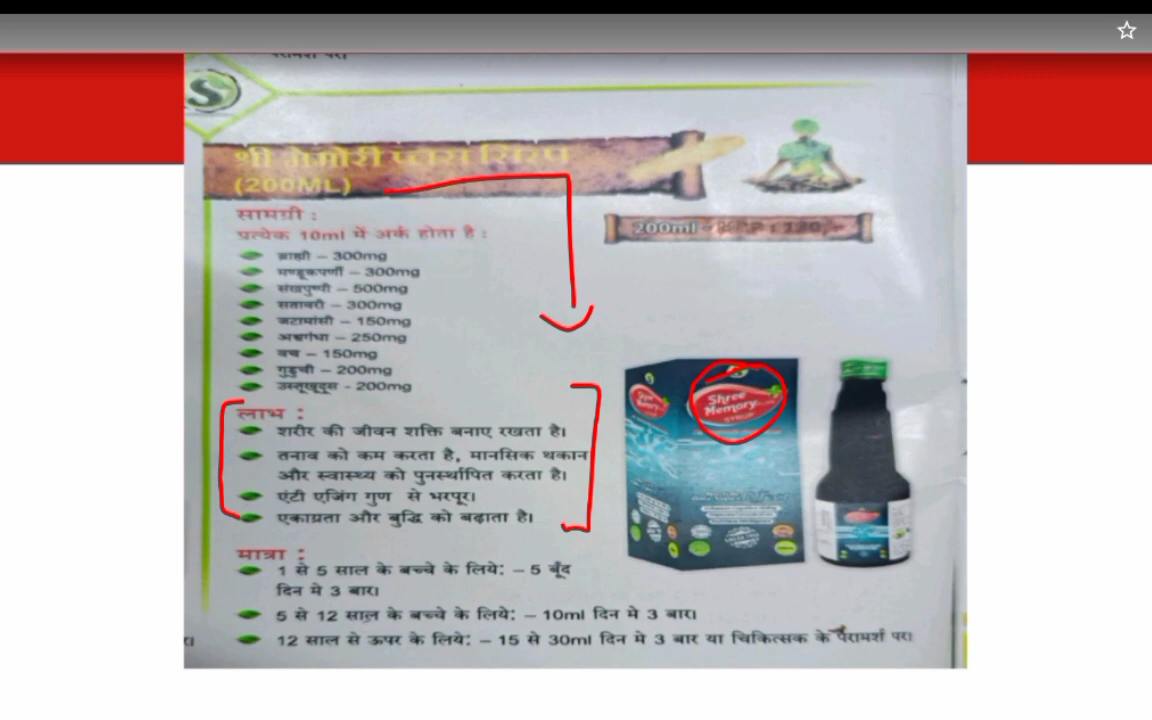 श्री मेमोरी प्लस सिरप
(200ML)
सामग्री :
200ml - MRP : 120/-
प्रत्येक 10ml में अर्क होता है :
ब्राह्मी – 300mg
मण्डूकपर्णी – 300mg
संखपुष्पी – 500mg
सतावरी – 300mg
जटामांसी – 150mg
अश्वगंधा – 250mg
वच – 150mg
गुडुची – 200mg
उस्तूखूदूस - 200mg
Shree
Memory
SYRUP
लाभ :
शरीर की जीवन शक्ति बनाए रखता है।
तनाव को कम करता है, मानसिक थकान
और स्वास्थ्य को पुनर्स्थापित करता है।
एंटी एजिंग गुण से भरपूर।
एकाग्रता और बुद्धि को बढ़ाता है।
मात्रा :
1 से 5 साल के बच्चे के लिये: – 5 बूँद
दिन मे 3 बार।
5 से 12 साल के बच्चे के लिये: – 10ml दिन मे 3 बार।
12 साल से ऊपर के लिये: – 15 से 30ml दिन मे 3 बार या चिकित्सक के परामर्श पर।